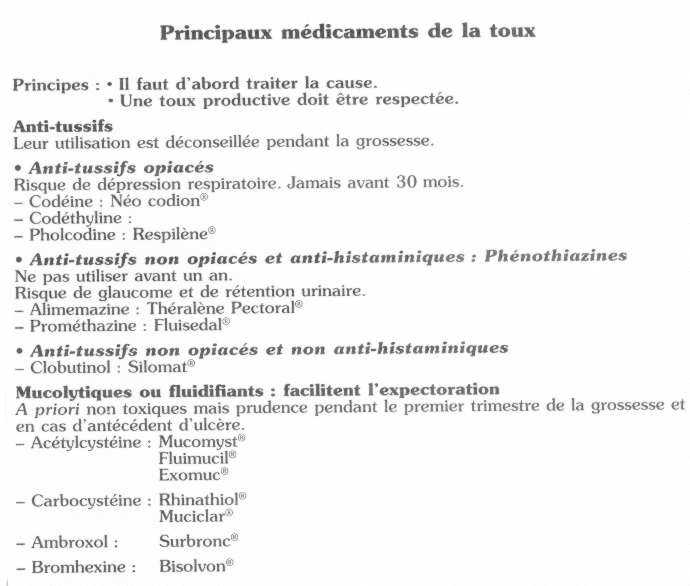 Principaux médicaments de la toux
Principes : • Il faut d'abord traiter la cause.
• Une toux productive doit être respectée.
Anti-tussifs
Leur utilisation est déconseillée pendant la grossesse.
• Anti-tussifs opiacés
Risque de dépression respiratoire. Jamais avant 30 mois.
– Codéine : Néo codion®
– Codéthyline :
– Pholcodine : Respilène®
• Anti-tussifs non opiacés et anti-histaminiques : Phénothiazines
Ne pas utiliser avant un an.
Risque de glaucome et de rétention urinaire.
– Alimemazine : Théralène Pectoral®
– Prométhazine : Fluisedal®
• Anti-tussifs non opiacés et non anti-histaminiques
– Clobutinol : Silomat®
Mucolytiques ou fluidifiants : facilitent l'expectoration
A priori non toxiques mais prudence pendant le premier trimestre de la grossesse et
en cas d'antécédent d'ulcère.
– Acétylcystéine : Mucomyst®
Fluimucil®
Exomuc®
– Carbocystéine : Rhinathiol®
Muciclar®
– Ambroxol : Surbronc®
– Bromhexine : Bisolvon®